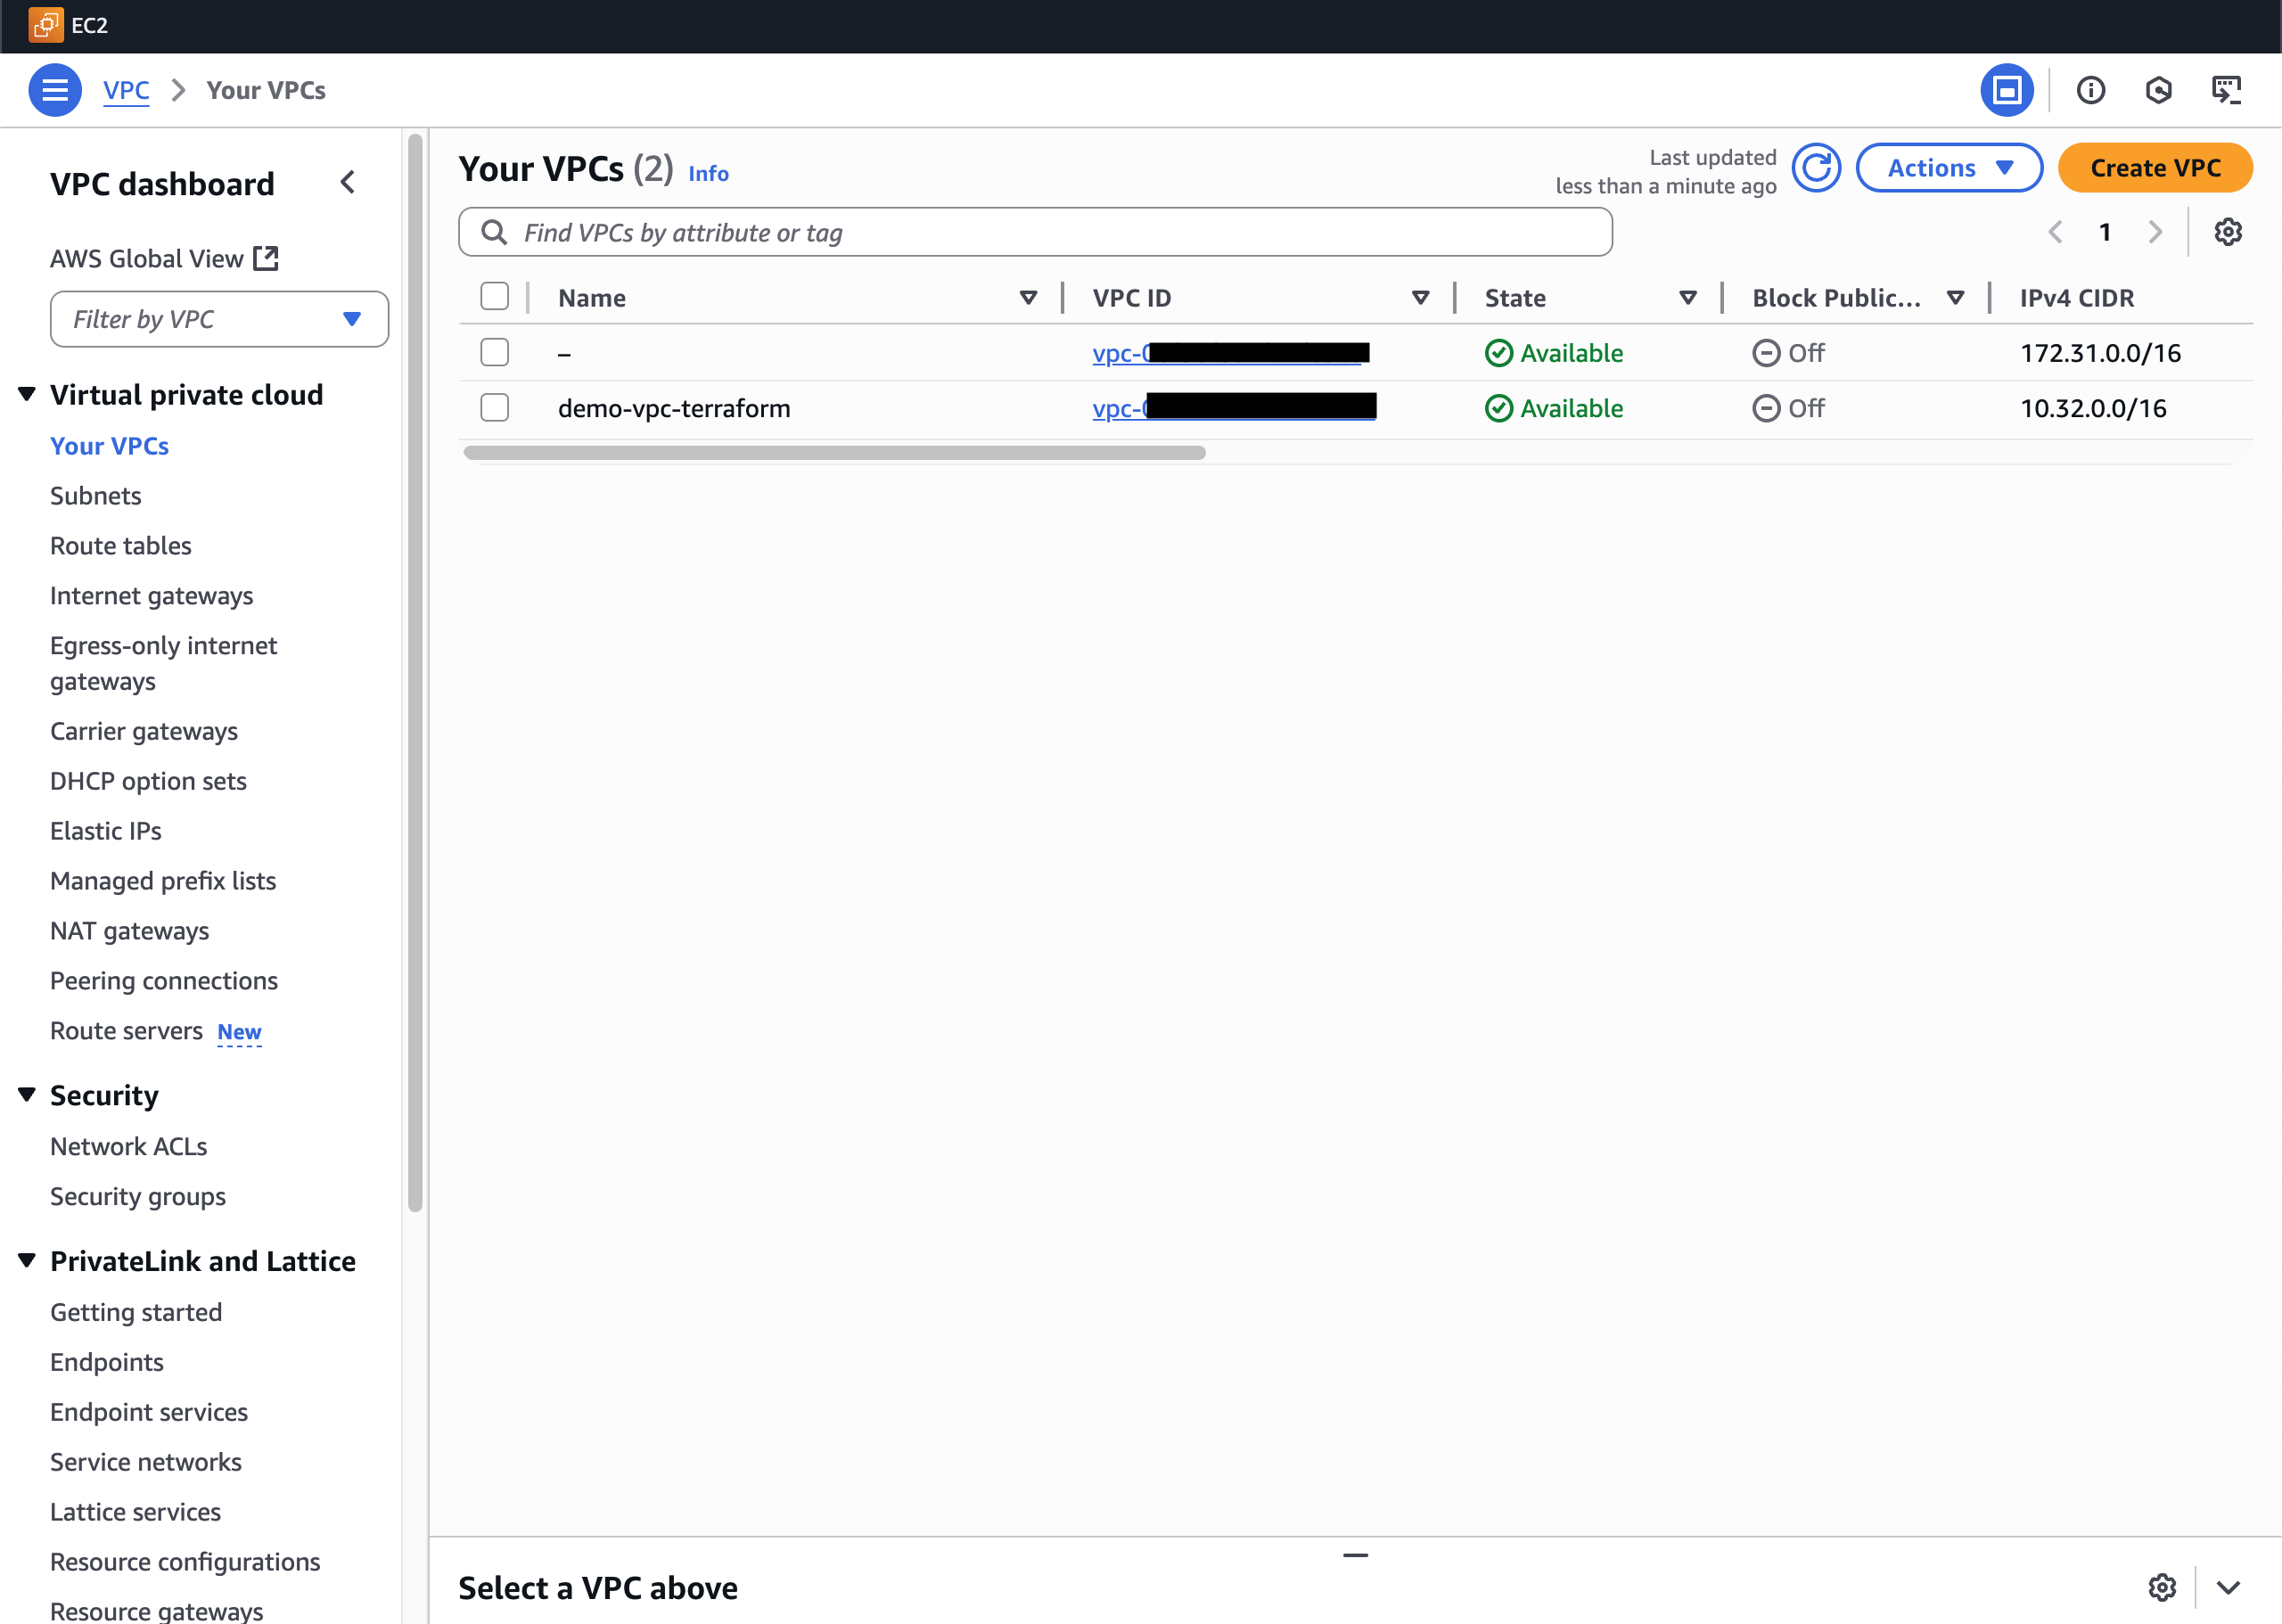 EC2
VPC
Your VPCs
VPC dashboard
AWS Global View
Filter by VPC
Virtual private cloud
Your VPCs
Subnets
Route tables
Internet gateways
Egress-only internet
gateways
Carrier gateways
DHCP option sets
Elastic IPs
Managed prefix lists
NAT gateways
Peering connections
Route servers New
Security
Network ACLs
Security groups
PrivateLink and Lattice
Getting started
Endpoints
Endpoint services
Service networks
Lattice services
Resource configurations
Resource gateways
Your VPCs (2) Info
Last updated
less than a minute ago
Actions
Create VPC
Find VPCs by attribute or tag
1
Name VPC ID State Block Public... IPv4 CIDR
– vpc-0 Available Off 172.31.0.0/16
demo-vpc-terraform vpc-0 Available Off 10.32.0.0/16
Select a VPC above